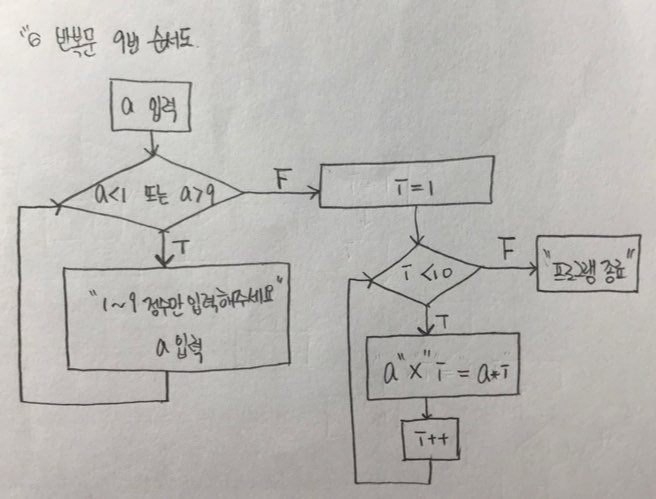 "6 반복문 9번 순서도.
a 입력
a<1 또는 a>9
F
T
"1~9 정수만 입력해주세요"
a 입력
i=1
i<10
F
"프로그램 종료"
T
a"x"i = a*i
i++